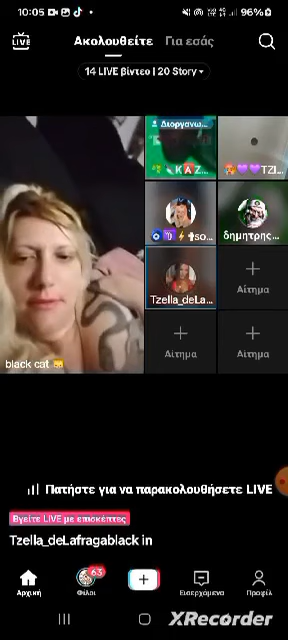 10:05
96%
LIVE
Ακολουθείτε
Για εσάς
14 LIVE βίντεο | 20 Story
Διοργανω...
KAZ...
TZI...
so...
δημητρης...
Tzella_deLa...
Αίτημα
Αίτημα
Αίτημα
black cat
Πατήστε για να παρακολουθήσετε LIVE
Βγείτε LIVE με επισκέπτες
Tzella_deLafragablack in
63
Αρχική
Φίλοι
Εισερχόμενα
Προφίλ
XRecorder